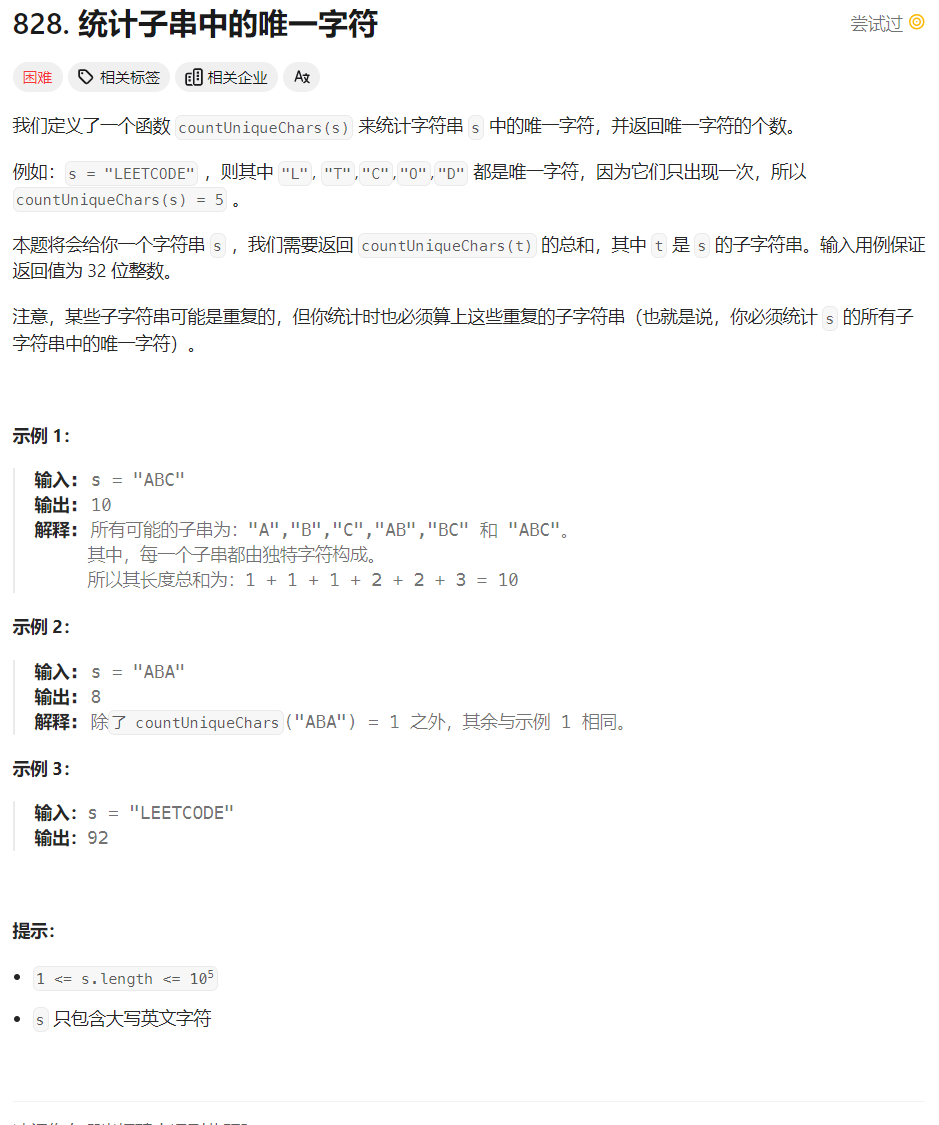 828. 统计子串中的唯一字符
尝试过
困难 相关标签 相关企业 Aあ
我们定义了一个函数 countUniqueChars(s) 来统计字符串 s 中的唯一字符，并返回唯一字符的个数。
例如：s = "LEETCODE" ，则其中 "L", "T","C","O","D" 都是唯一字符，因为它们只出现一次，所以
countUniqueChars(s) = 5 。
本题将会给你一个字符串 s ，我们需要返回 countUniqueChars(t) 的总和，其中 t 是 s 的子字符串。输入用例保证
返回值为 32 位整数。
注意，某些子字符串可能是重复的，但你统计时也必须算上这些重复的子字符串（也就是说，你必须统计 s 的所有子
字符串中的唯一字符）。
示例 1：
输入: s = "ABC"
输出: 10
解释: 所有可能的子串为："A","B","C","AB","BC" 和 "ABC"。
其中，每一个子串都由独特字符构成。
所以其长度总和为：1 + 1 + 1 + 2 + 2 + 3 = 10
示例 2：
输入: s = "ABA"
输出: 8
解释: 除了 countUniqueChars("ABA") = 1 之外，其余与示例 1 相同。
示例 3：
输入：s = "LEETCODE"
输出：92
提示：
• 1 <= s.length <= 10⁵
• s 只包含大写英文字符